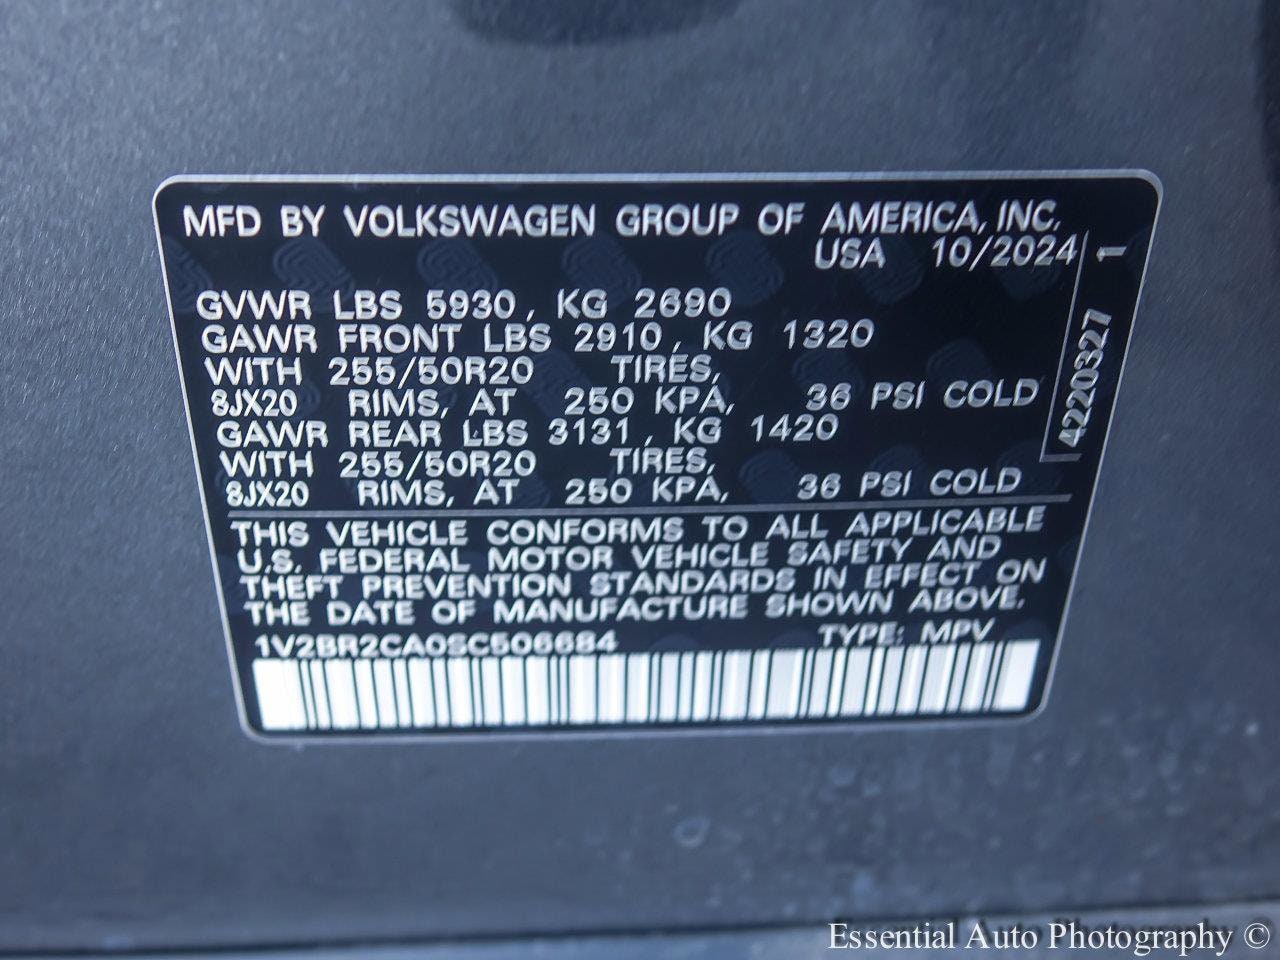 MFD BY VOLKSWAGEN GROUP OF AMERICA, INC.
USA 10/2024
GVWR LBS 5930, KG 2690
GAWR FRONT LBS 2910, KG 1320
WITH 255/50R20 TIRES,
8JX20 RIMS, AT 250 KPA, 36 PSI COLD
GAWR REAR LBS 3131, KG 1420
WITH 255/50R20 TIRES,
8JX20 RIMS, AT 250 KPA, 36 PSI COLD
THIS VEHICLE CONFORMS TO ALL APPLICABLE
U.S. FEDERAL MOTOR VEHICLE SAFETY AND
THEFT PREVENTION STANDARDS IN EFFECT ON
THE DATE OF MANUFACTURE SHOWN ABOVE.
1V2BR2CA0SC506684 TYPE: MPV
4220327 1
Essential Auto Photography ©